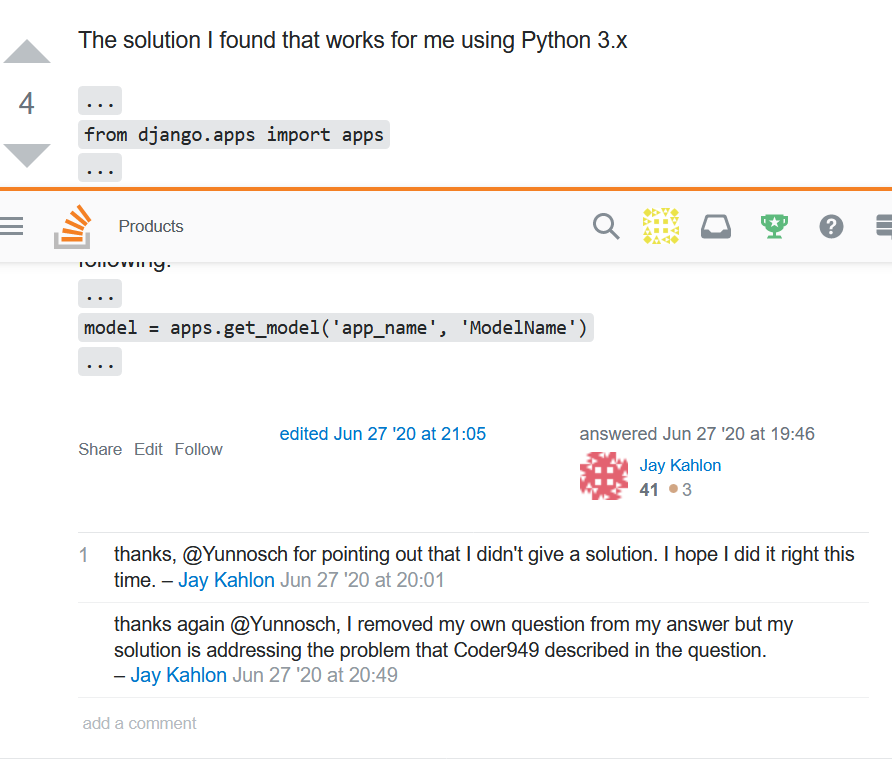 The solution I found that works for me using Python 3.x
4
...
from django.apps import apps
...
Products
following:
...
model = apps.get_model('app_name', 'ModelName')
...
edited Jun 27 '20 at 21:05
answered Jun 27 '20 at 19:46
Share Edit Follow
Jay Kahlon
41 3
1 thanks, @Yunnosch for pointing out that I didn't give a solution. I hope I did it right this
time. – Jay Kahlon Jun 27 '20 at 20:01
thanks again @Yunnosch, I removed my own question from my answer but my
solution is addressing the problem that Coder949 described in the question.
– Jay Kahlon Jun 27 '20 at 20:49
add a comment